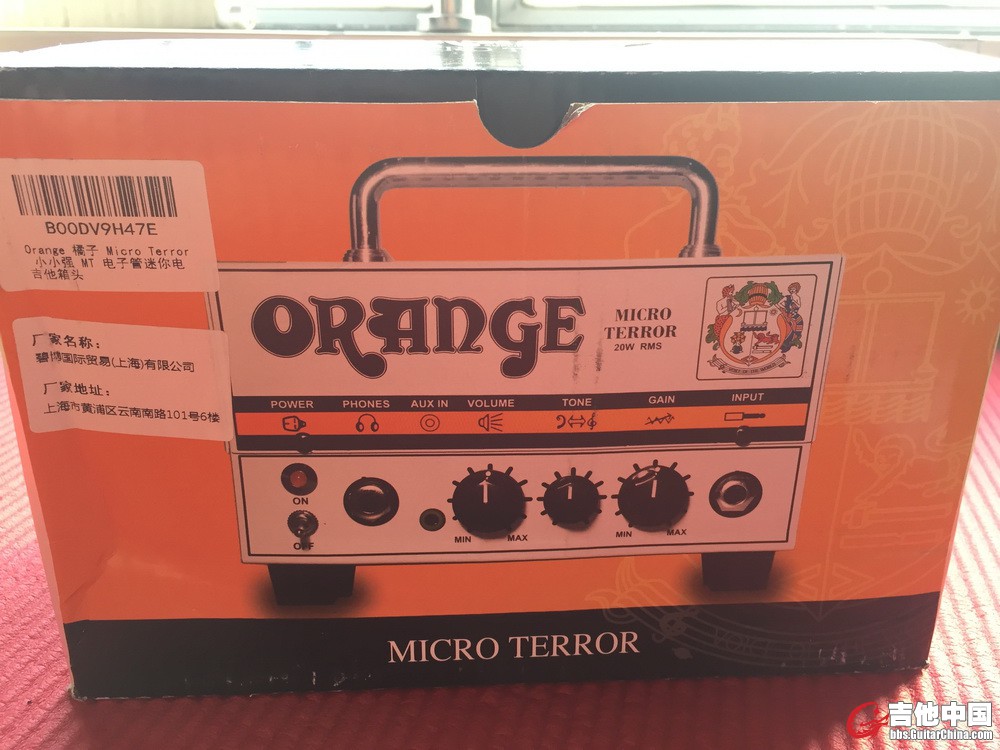 B00DV9H47E
Orange 橘子 Micro Terror
小小强 MT 电子管迷你电
吉他箱头
厂家名称：
碧博国际贸易(上海)有限公司
厂家地址：
上海市黄浦区云南南路101号6楼
ORANGE
MICRO
TERROR
20W RMS
POWER PHONES AUX IN VOLUME TONE GAIN INPUT
ON
OFF
MIN MAX MIN MAX
MICRO TERROR
吉他中国
bbs.GuitarChina.com